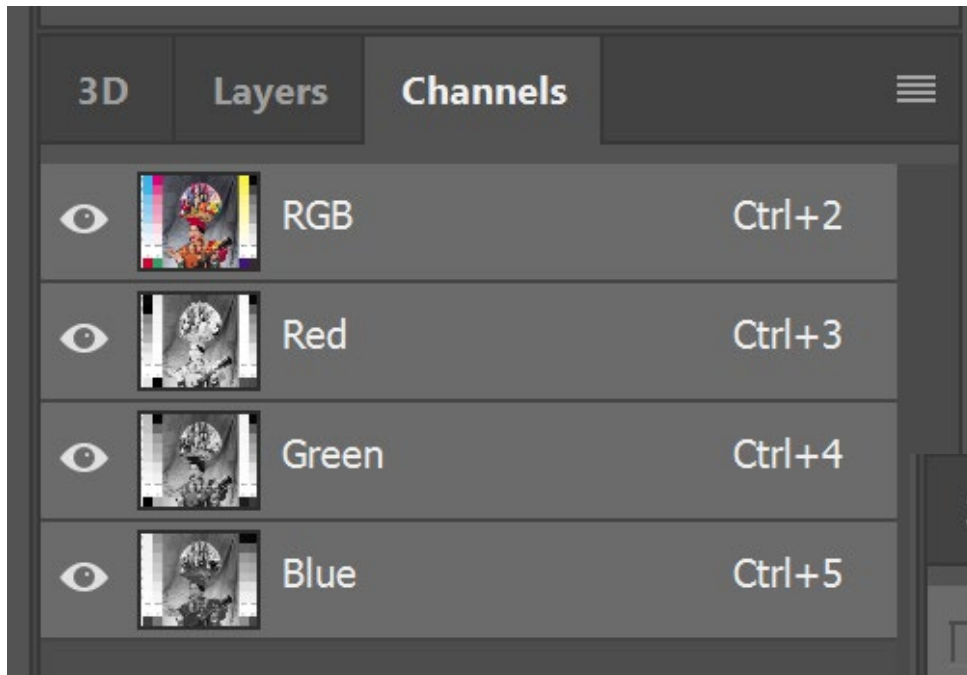 3D Layers Channels
RGB Ctrl+2
Red Ctrl+3
Green Ctrl+4
Blue Ctrl+5